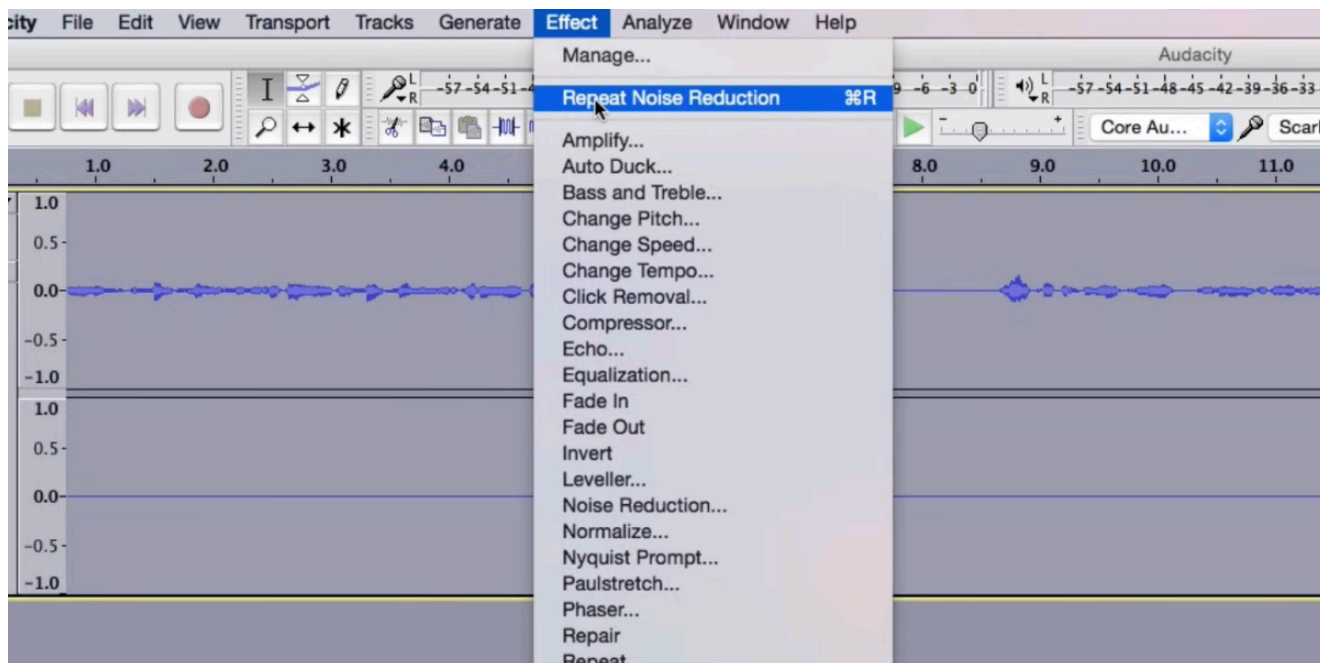 city File Edit View Transport Tracks Generate Effect Analyze Window Help
Manage...
Audacity
L
R
-57 -54 -51 -4
Repeat Noise Reduction ⌘R
9 -6 -3 0
L
R
-57 -54 -51 -48 -45 -42 -39 -36 -33
Amplify...
- +
Core Au...
Scarl
1.0 2.0 3.0 4.0 8.0 9.0 10.0 11.0
Auto Duck...
Bass and Treble...
Change Pitch...
Change Speed...
Change Tempo...
Click Removal...
Compressor...
Echo...
Equalization...
Fade In
Fade Out
Invert
Leveller...
Noise Reduction...
Normalize...
Nyquist Prompt...
Paulstretch...
Phaser...
Repair
Repeat
1.0
0.5-
0.0-
-0.5-
-1.0
1.0
0.5-
0.0-
-0.5-
-1.0